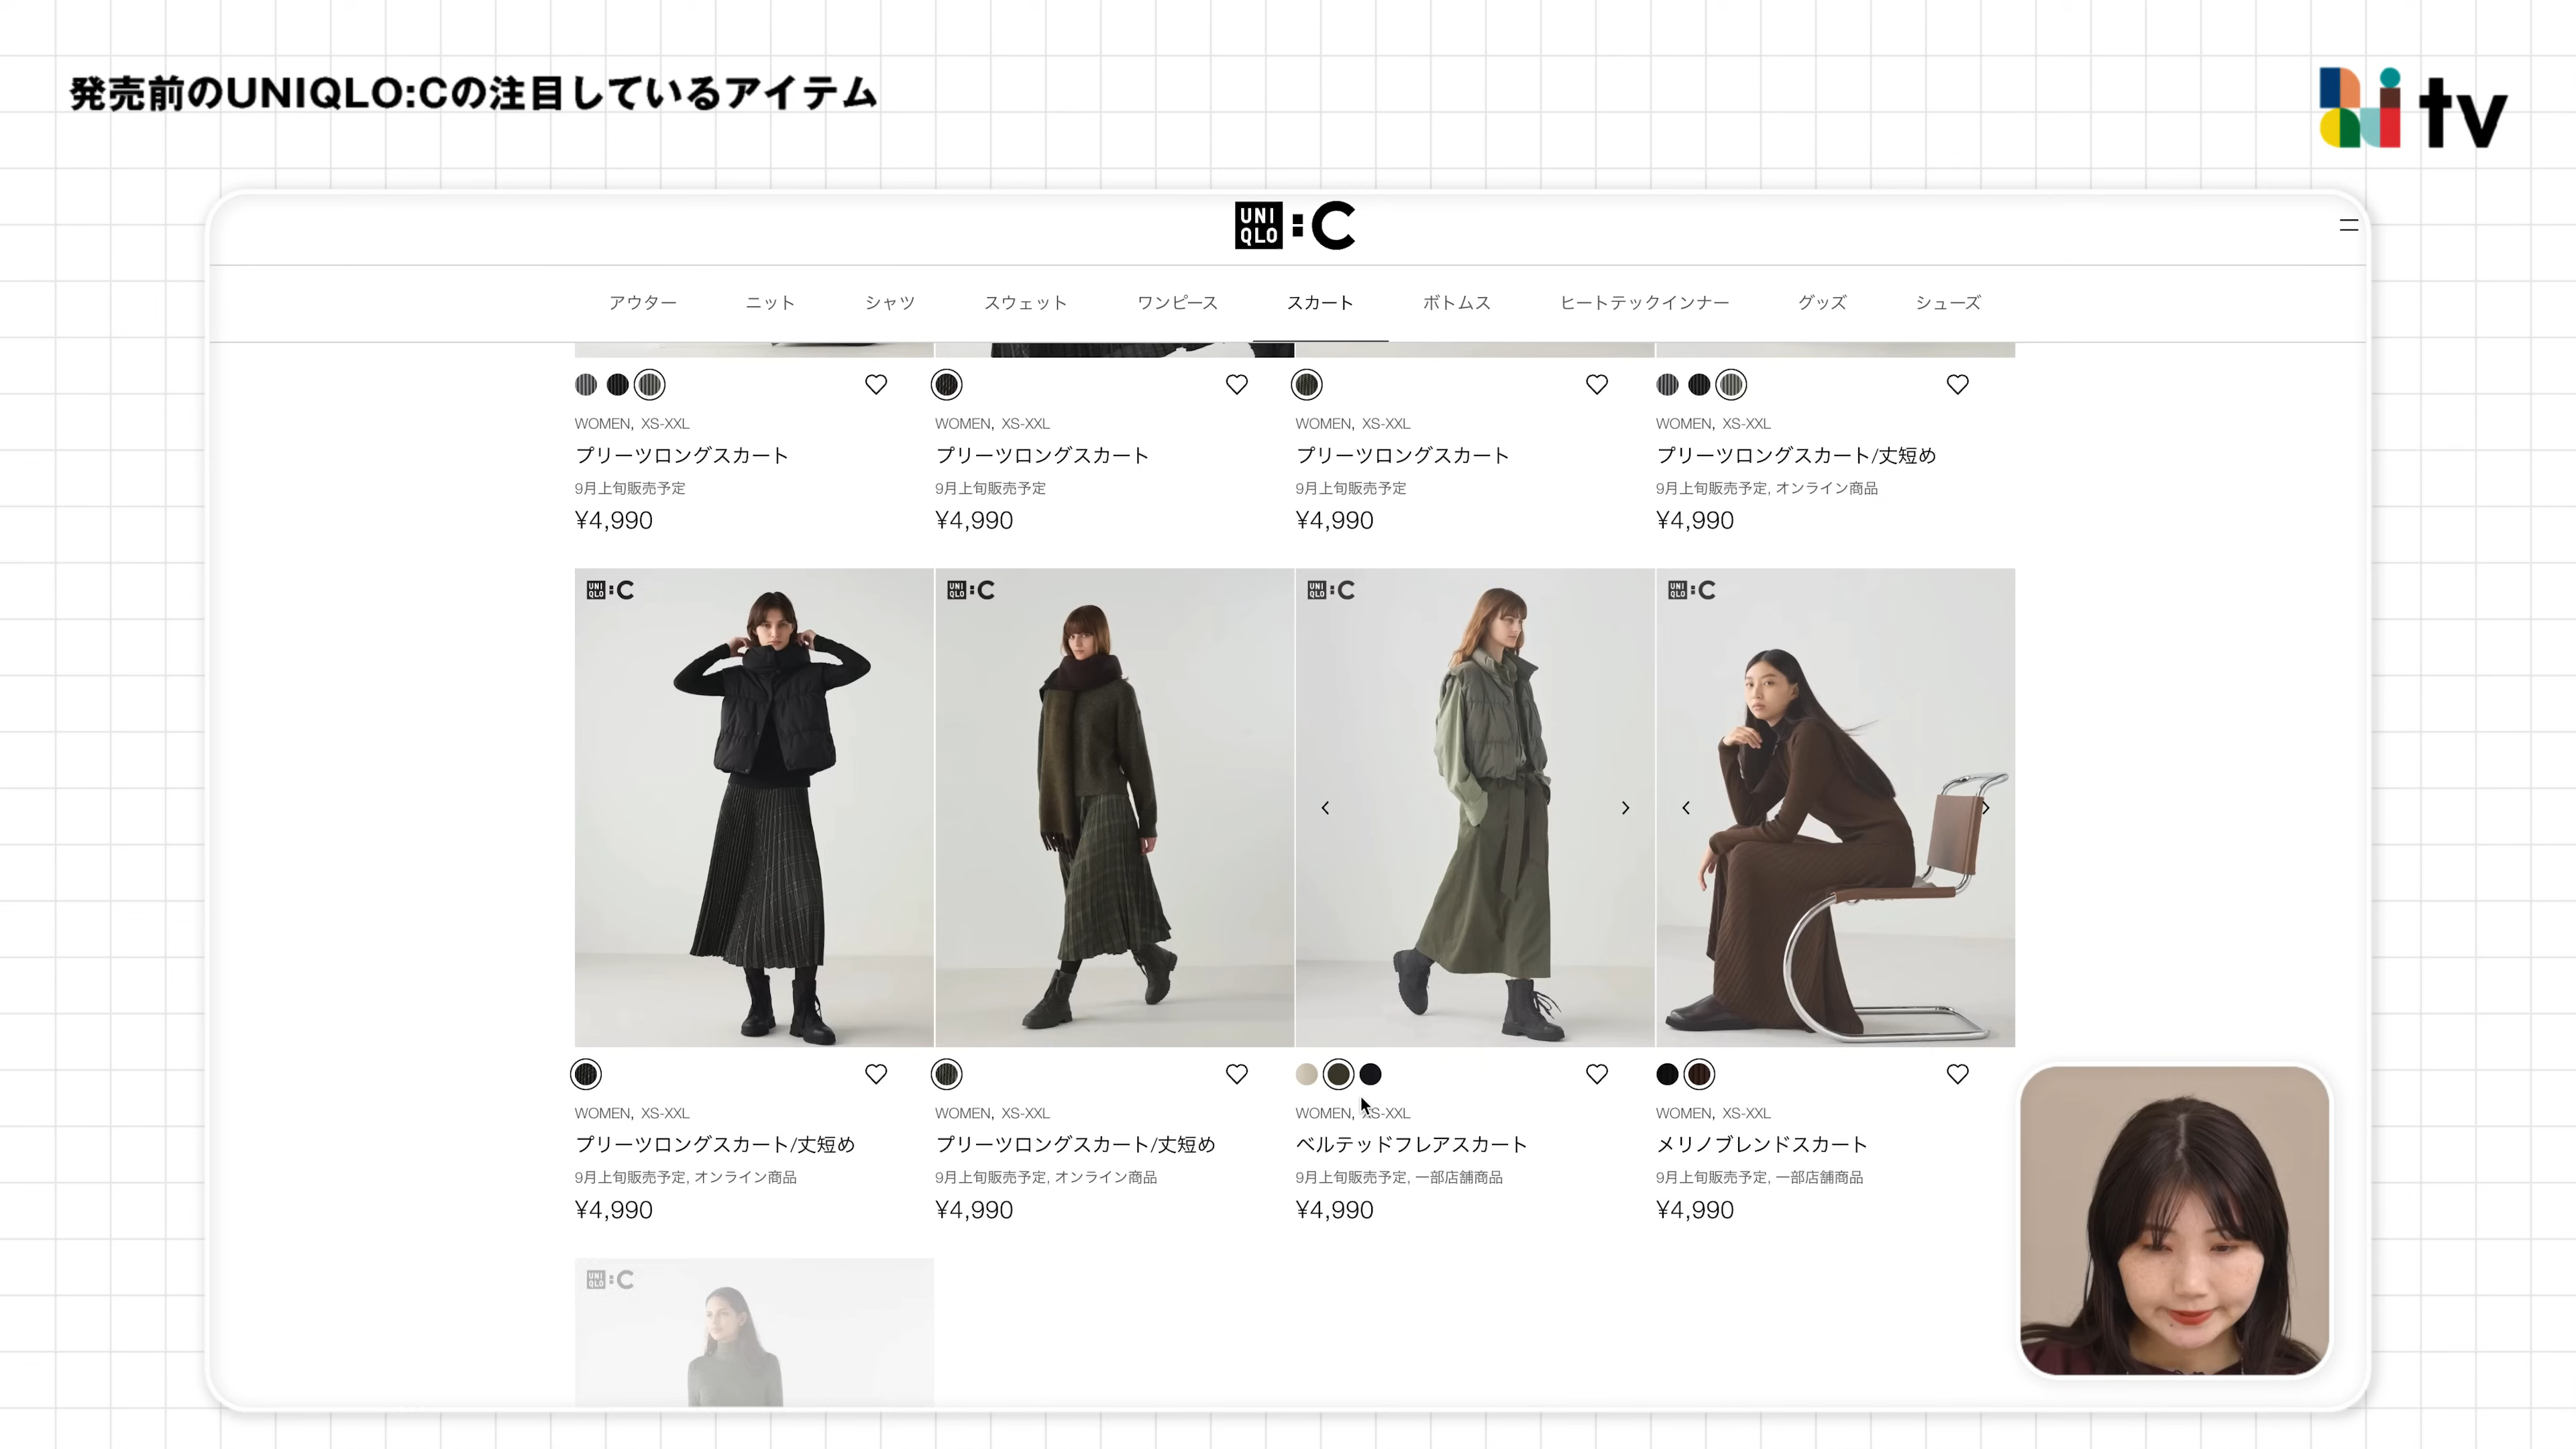 発売前のUNIQLO:Cの注目しているアイテム
tv
UNI QLO :C
アウター ニット シャツ スウェット ワンピース スカート ボトムス ヒートテックインナー グッズ シューズ
WOMEN, XS-XXL
プリーツロングスカート
9月上旬販売予定
¥4,990
WOMEN, XS-XXL
プリーツロングスカート
9月上旬販売予定
¥4,990
WOMEN, XS-XXL
プリーツロングスカート
9月上旬販売予定
¥4,990
WOMEN, XS-XXL
プリーツロングスカート/丈短め
9月上旬販売予定, オンライン商品
¥4,990
UNI QLO :C
WOMEN, XS-XXL
プリーツロングスカート/丈短め
9月上旬販売予定, オンライン商品
¥4,990
UNI QLO :C
WOMEN, XS-XXL
プリーツロングスカート/丈短め
9月上旬販売予定, オンライン商品
¥4,990
UNI QLO :C
WOMEN, XS-XXL
ベルテッドフレアスカート
9月上旬販売予定, 一部店舗商品
¥4,990
UNI QLO :C
WOMEN, XS-XXL
メリノブレンドスカート
9月上旬販売予定, 一部店舗商品
¥4,990
UNI QLO :C